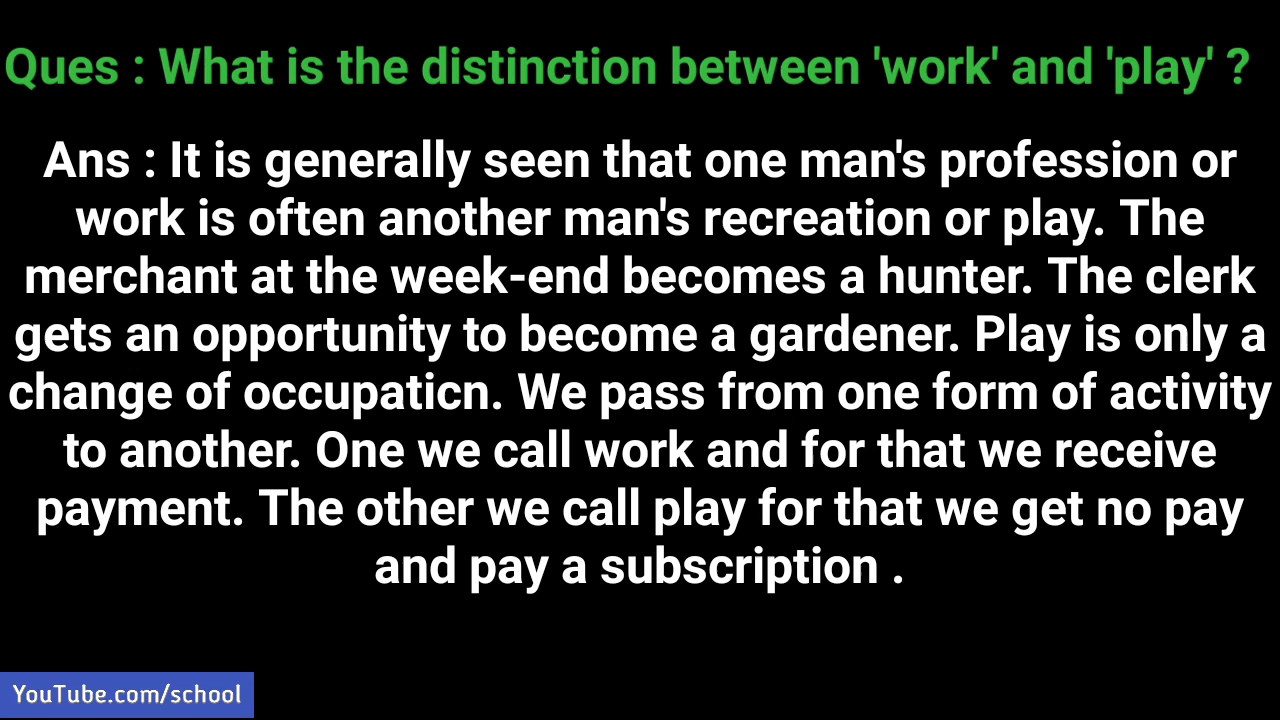 Ques : What is the distinction between 'work' and 'play' ?
Ans : It is generally seen that one man's profession or
work is often another man's recreation or play. The
merchant at the week-end becomes a hunter. The clerk
gets an opportunity to become a gardener. Play is only a
change of occupaticn. We pass from one form of activity
to another. One we call work and for that we receive
payment. The other we call play for that we get no pay
and pay a subscription .
YouTube.com/school